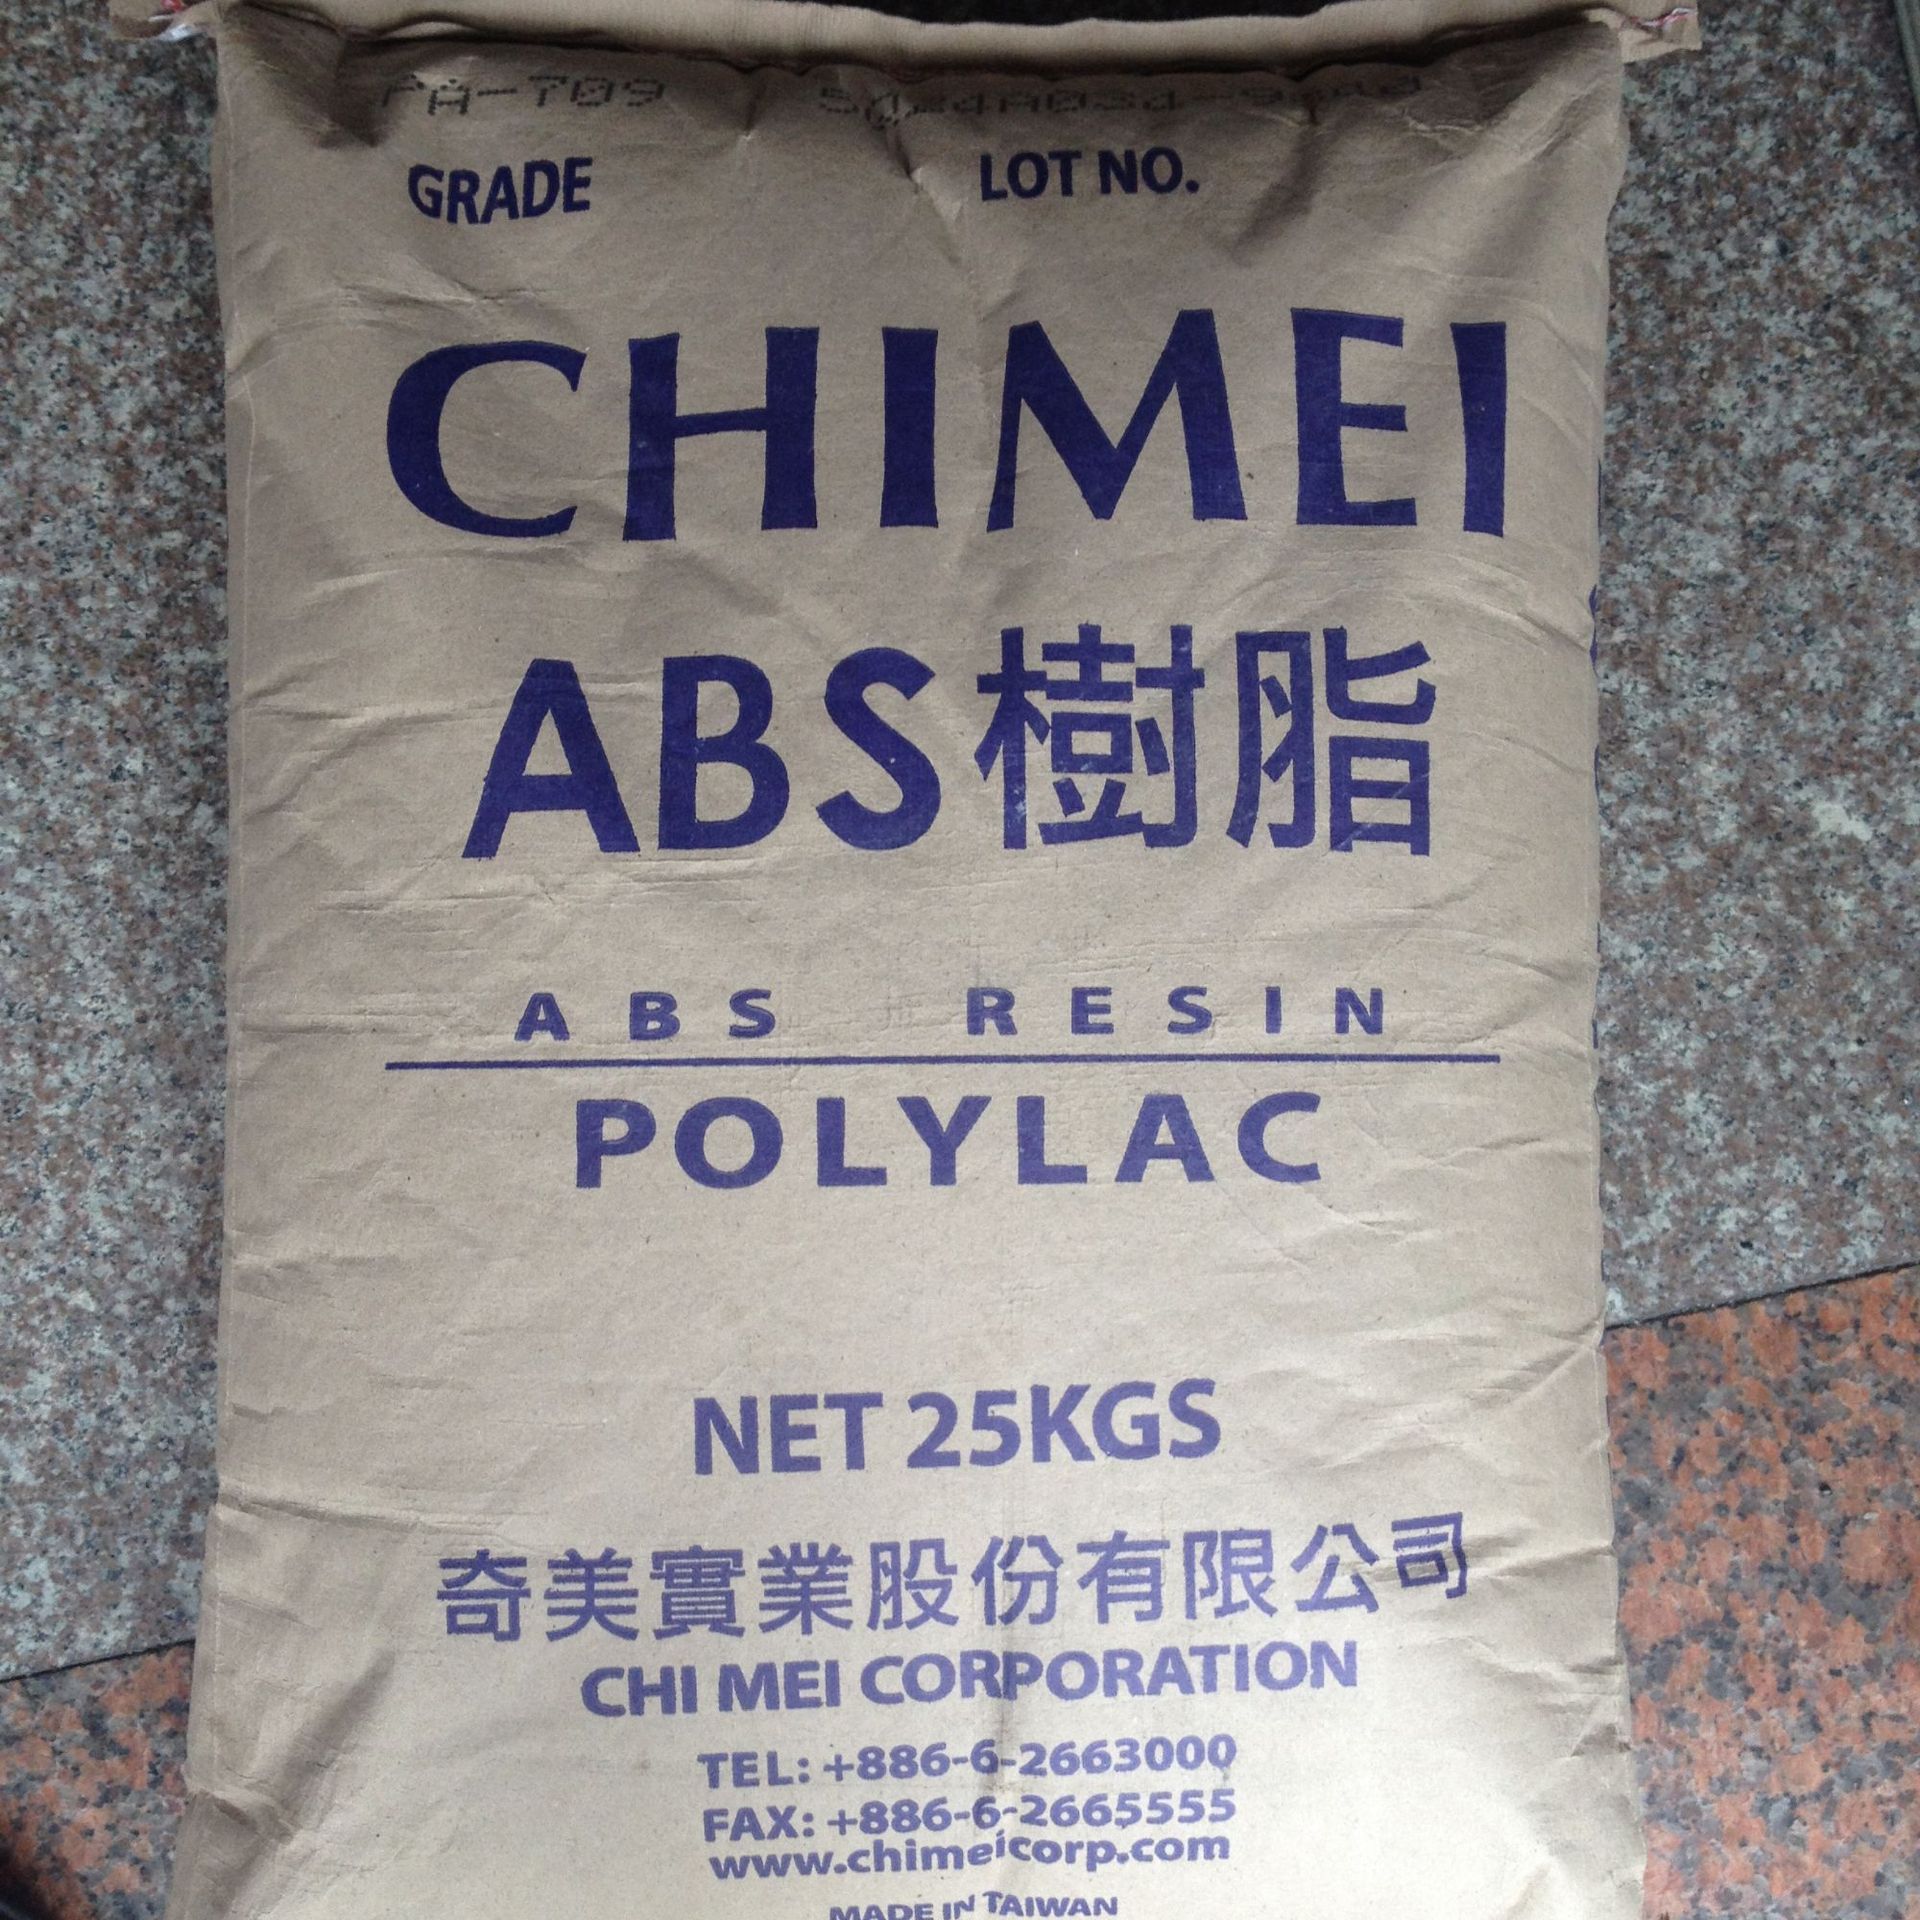 PA-709
GRADE LOT NO.
CHIMEI
ABS樹脂
ABS RESIN
POLYLAC
NET 25KGS
奇美實業股份有限公司
CHI MEI CORPORATION
TEL: +886-6-2663000
FAX: +886-6-2665555
www.chimeicorp.com
MADE IN TAIWAN